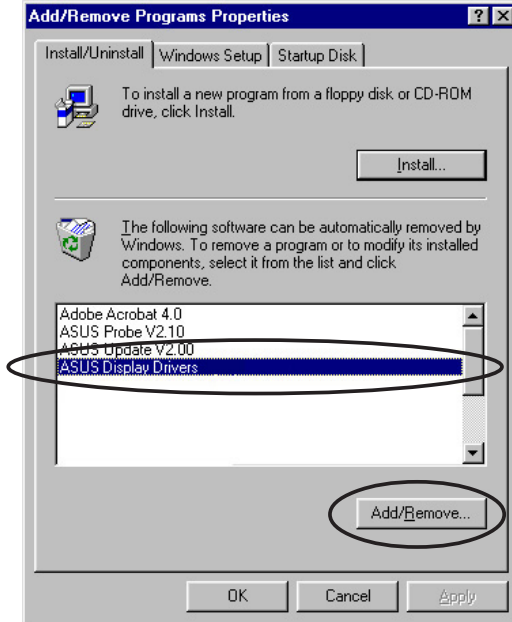 Add/Remove Programs Properties
Install/Uninstall Windows Setup Startup Disk
To install a new program from a floppy disk or CD-ROM
drive, click Install.
Install...
The following software can be automatically removed by
Windows. To remove a program or to modify its installed
components, select it from the list and click
Add/Remove.
Adobe Acrobat 4.0
ASUS Probe V2.10
ASUS Update V2.00
ASUS Display Drivers
Add/Remove...
OK Cancel Apply